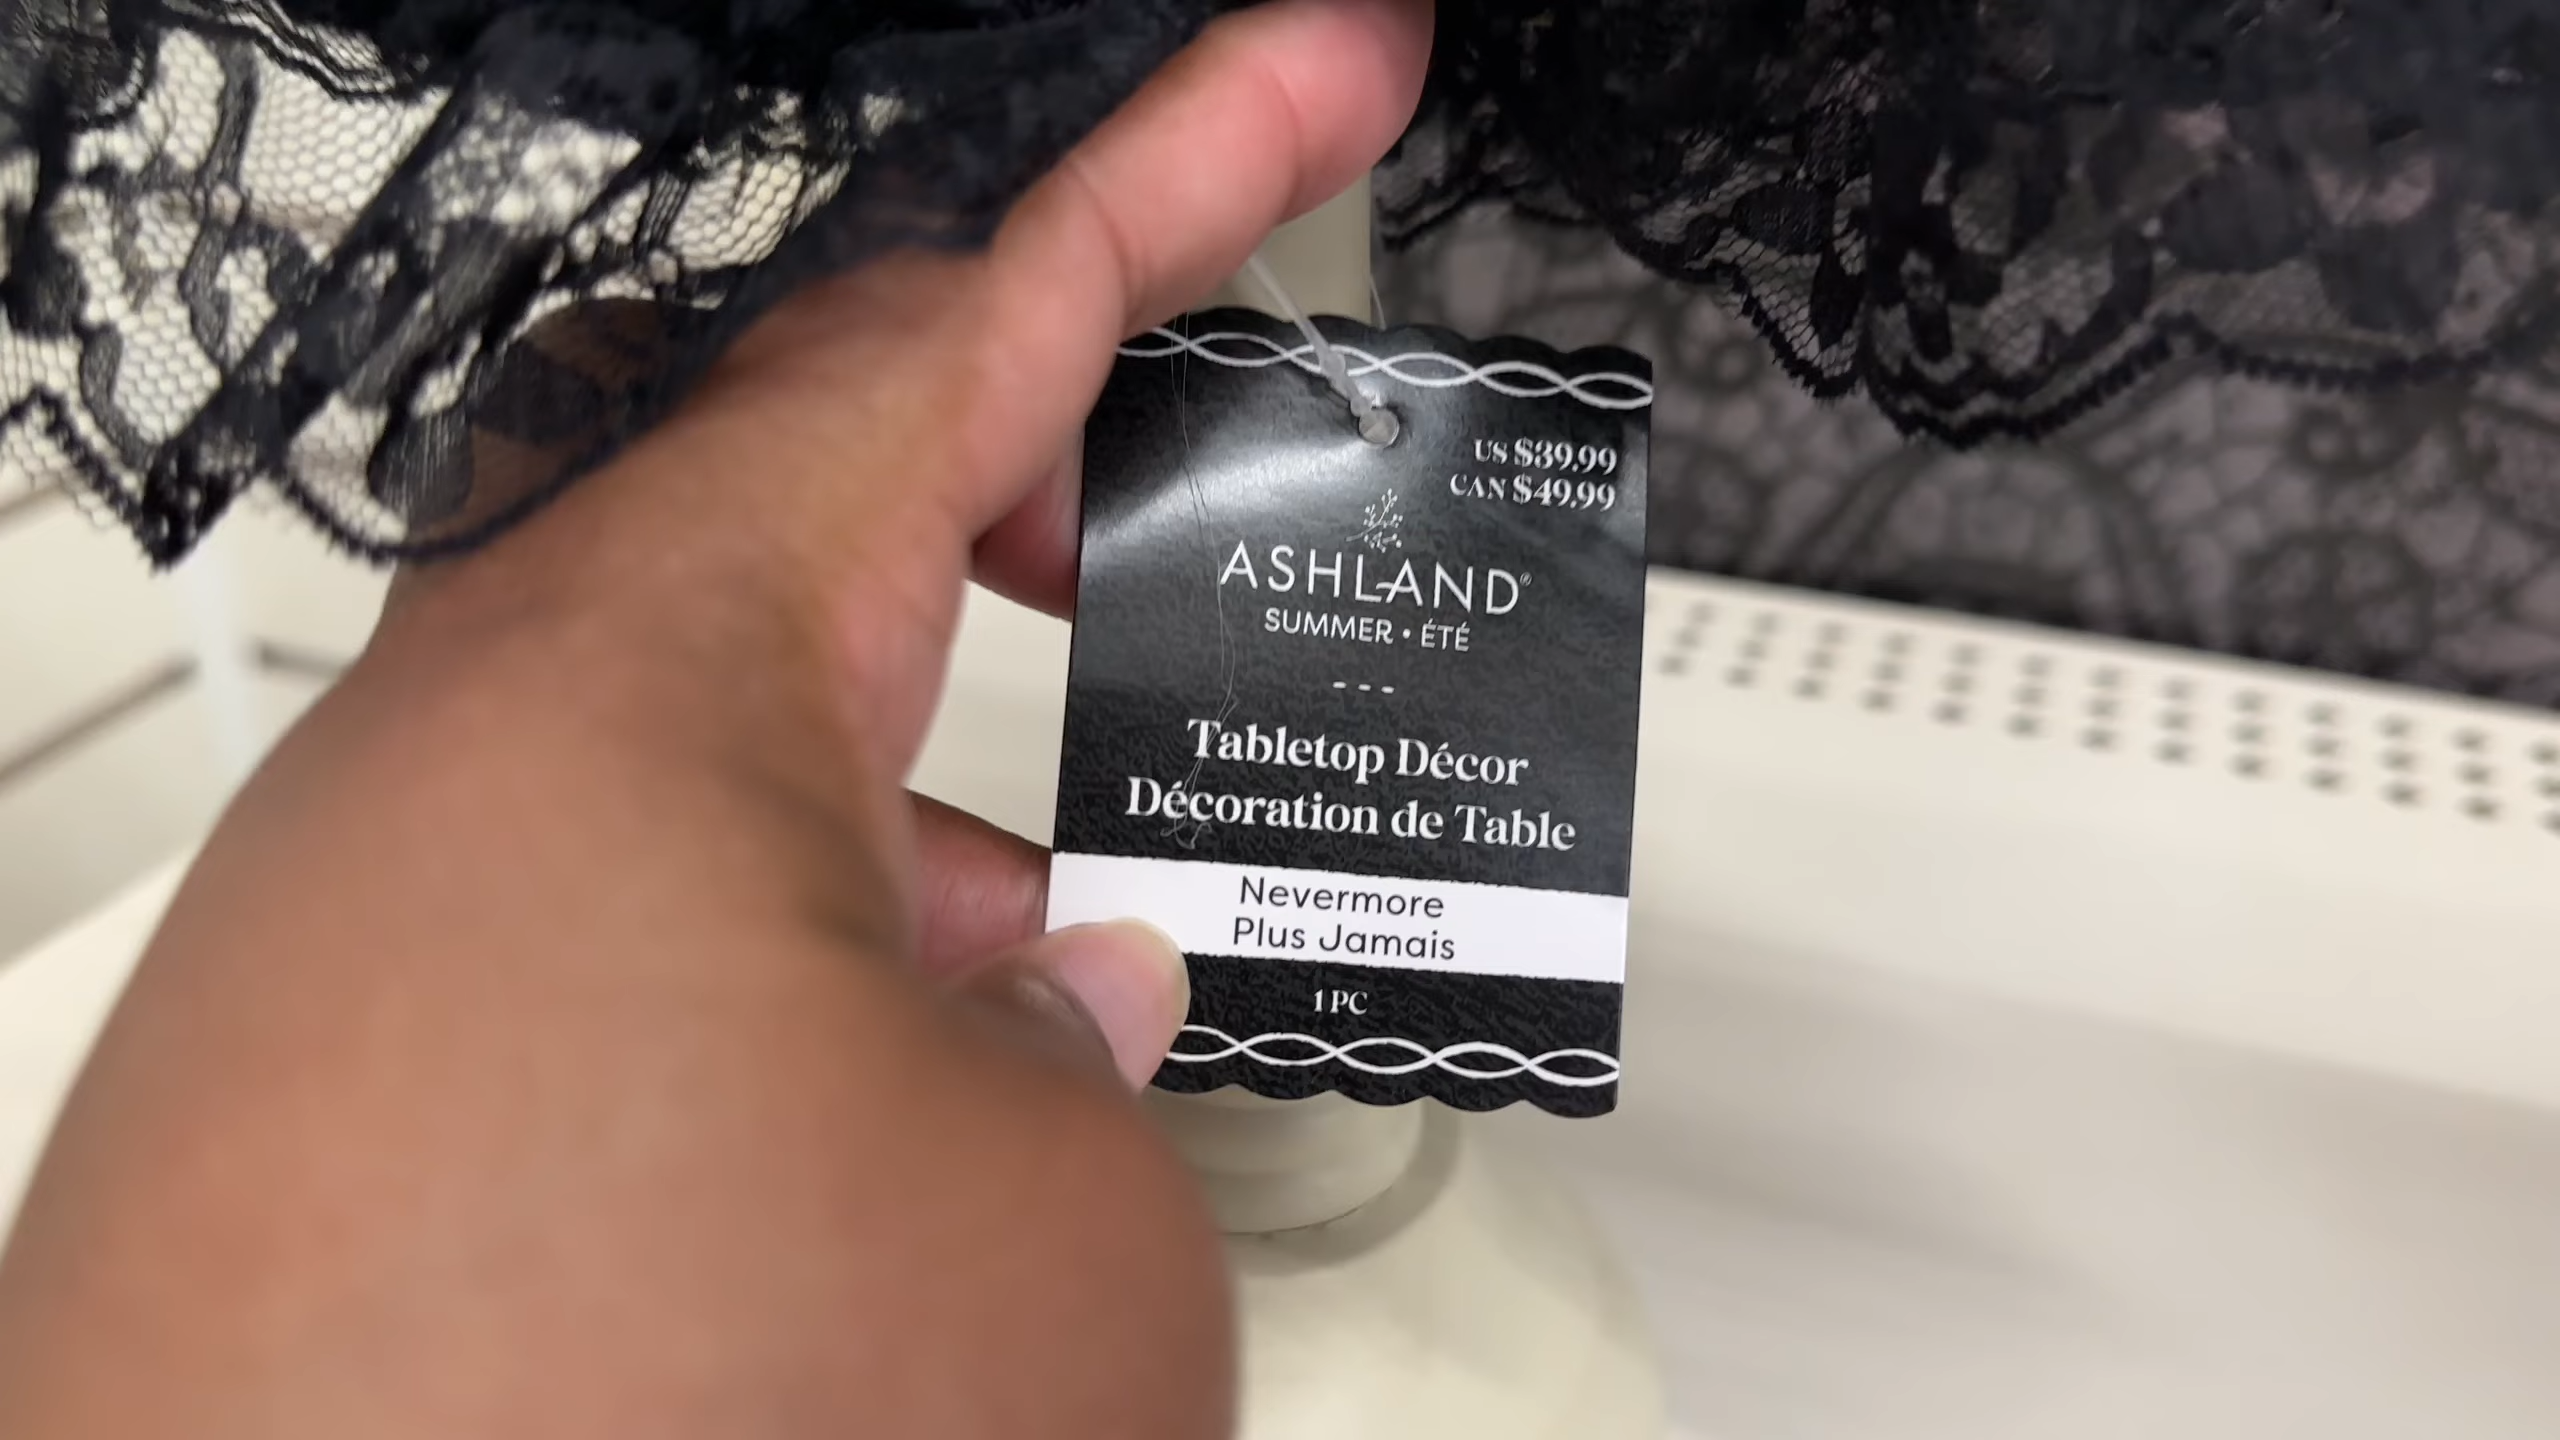 US $39.99
CAN $49.99
ASHLAND®
SUMMER • ÉTÉ
- - -
Tabletop Décor
Décoration de Table
Nevermore
Plus Jamais
1 PC